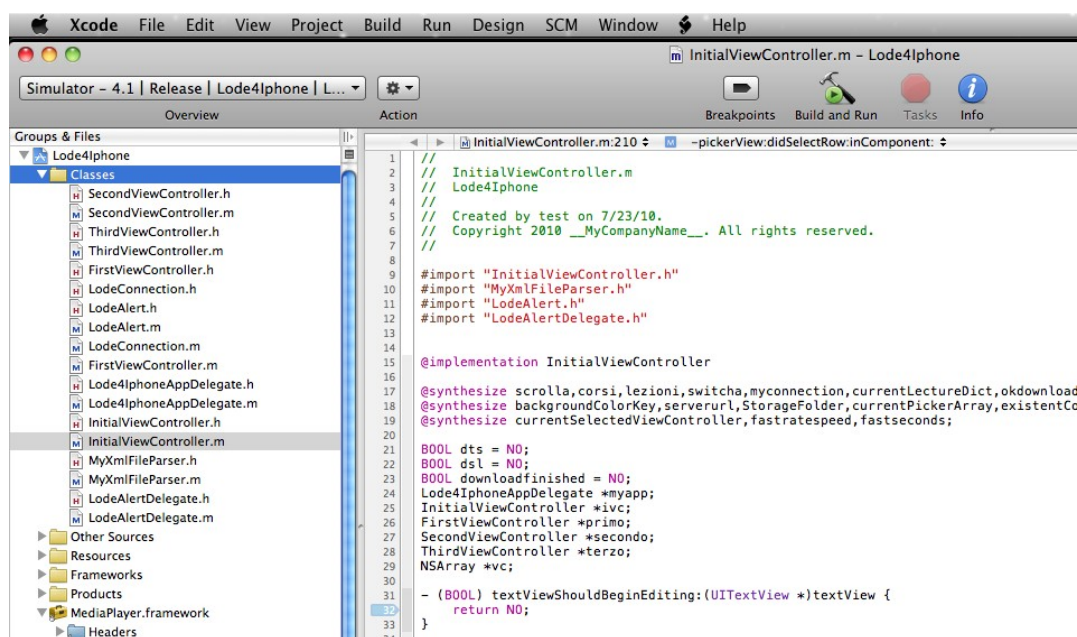 Xcode File Edit View Project Build Run Design SCM Window Help
InitialViewController.m – Lode4Iphone
Simulator – 4.1 | Release | Lode4Iphone | L...
Overview Action Breakpoints Build and Run Tasks Info
Groups & Files
Lode4Iphone
Classes
SecondViewController.h
SecondViewController.m
ThirdViewController.h
ThirdViewController.m
FirstViewController.h
LodeConnection.h
LodeAlert.h
LodeAlert.m
LodeConnection.m
FirstViewController.m
Lode4IphoneAppDelegate.h
Lode4IphoneAppDelegate.m
InitialViewController.h
InitialViewController.m
MyXmlFileParser.h
MyXmlFileParser.m
LodeAlertDelegate.h
LodeAlertDelegate.m
Other Sources
Resources
Frameworks
Products
MediaPlayer.framework
Headers
InitialViewController.m:210 -pickerView:didSelectRow:inComponent:
1 //
2 // InitialViewController.m
3 // Lode4Iphone
4 //
5 // Created by test on 7/23/10.
6 // Copyright 2010 __MyCompanyName__. All rights reserved.
7 //
8
9 #import "InitialViewController.h"
10 #import "MyXmlFileParser.h"
11 #import "LodeAlert.h"
12 #import "LodeAlertDelegate.h"
13
14
15 @implementation InitialViewController
16
17 @synthesize scrolla,corsi,lezioni,switcha,myconnection,currentLectureDict,okdownload
18 @synthesize backgroundColorKey,serverurl,StorageFolder,currentPickerArray,existentCo
19 @synthesize currentSelectedViewController,fastratespeed,fastseconds;
20
21 BOOL dts = NO;
22 BOOL dsl = NO;
23 BOOL downloadfinished = NO;
24 Lode4IphoneAppDelegate *myapp;
25 InitialViewController *ivc;
26 FirstViewController *primo;
27 SecondViewController *secondo;
28 ThirdViewController *terzo;
29 NSArray *vc;
30
31 - (BOOL) textViewShouldBeginEditing:(UITextView *)textView {
32 return NO;
33 }